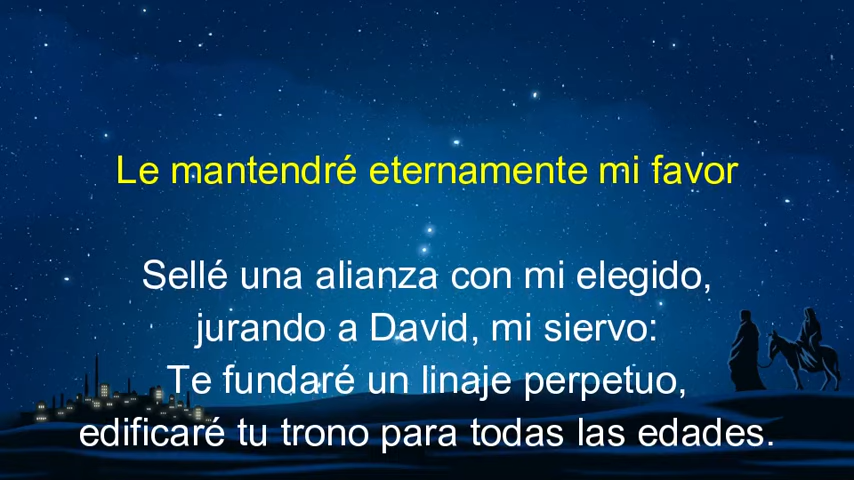 Le mantendré eternamente mi favor
Sellé una alianza con mi elegido,
jurando a David, mi siervo:
Te fundaré un linaje perpetuo,
edificaré tu trono para todas las edades.